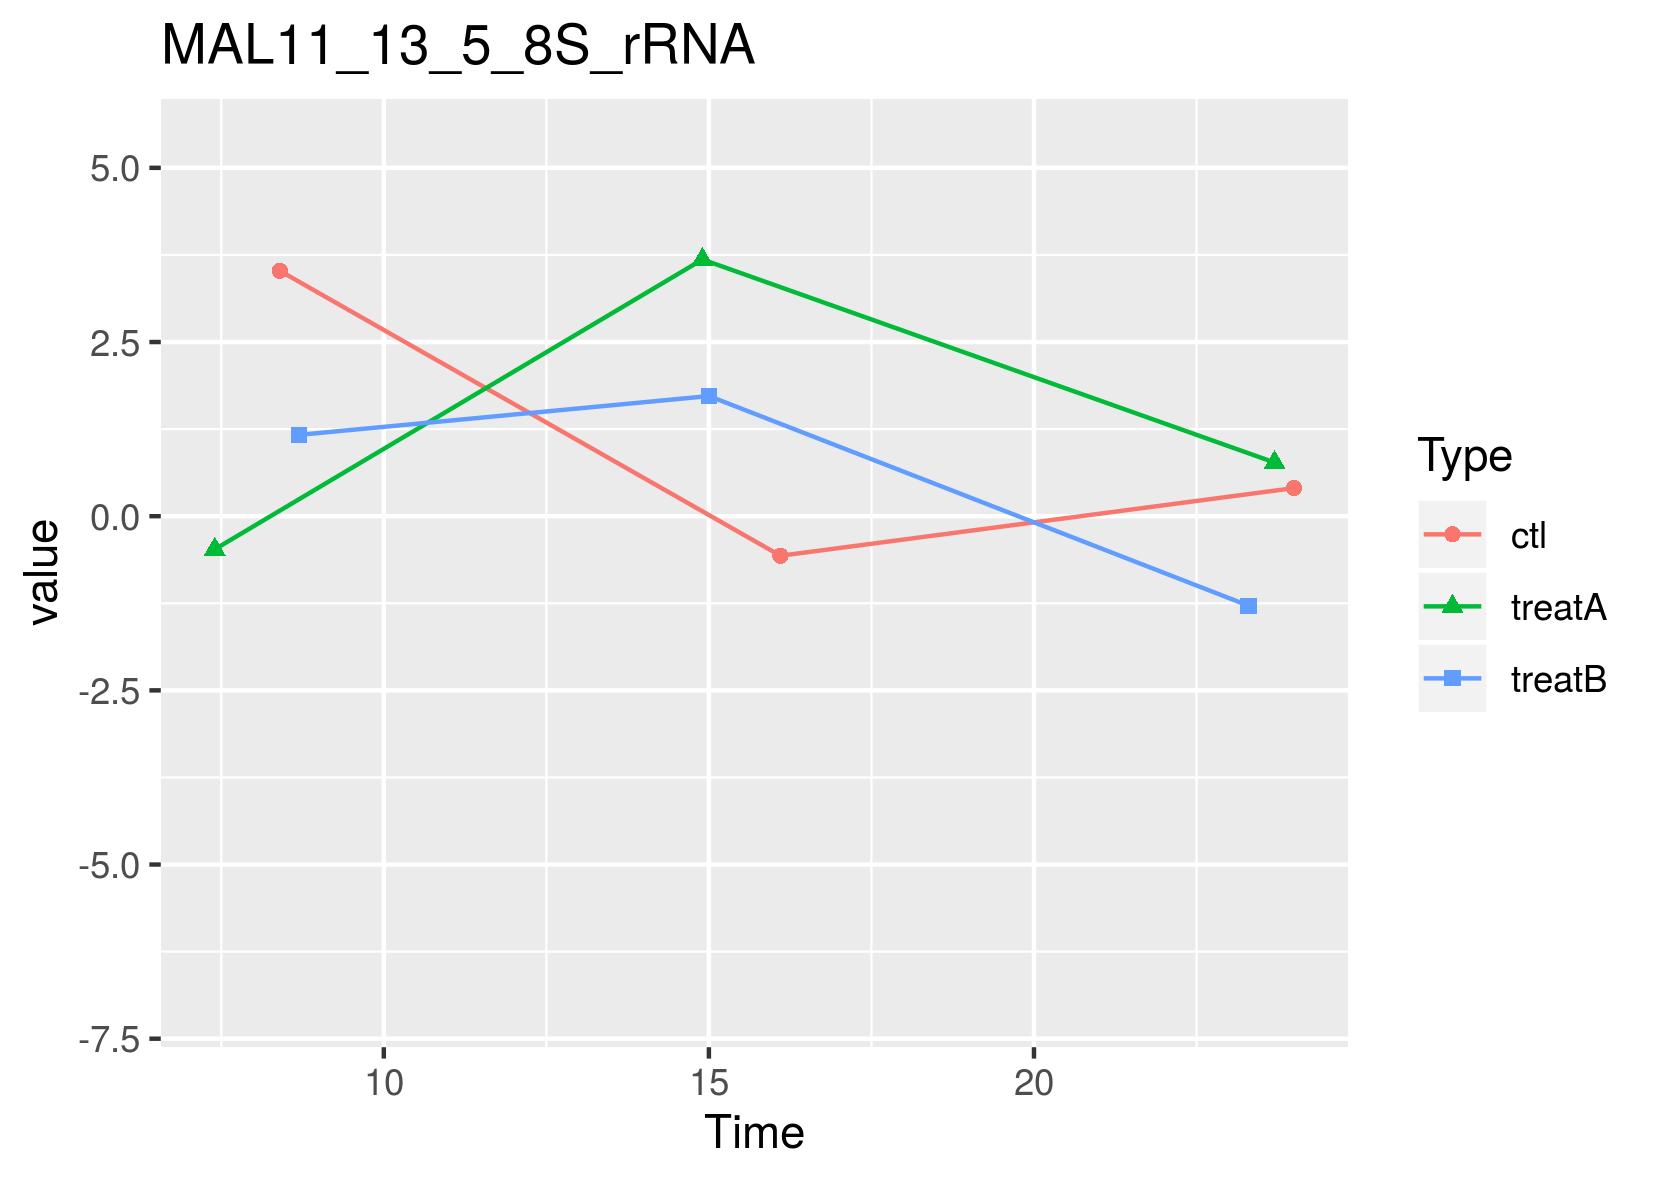 MAL11_13_5_8S_rRNA
5.0
2.5
0.0
-2.5
-5.0
-7.5
value
10 15 20
Time
Type
ctl
treatA
treatB